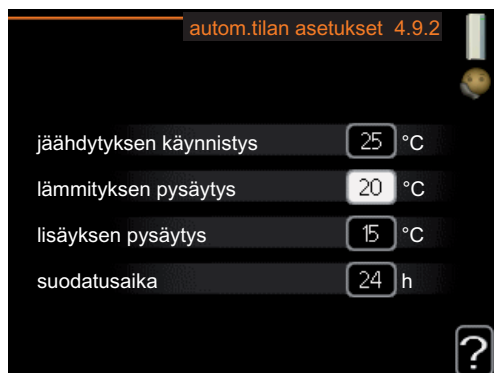 autom.tilan asetukset 4.9.2
jäähdytyksen käynnistys 25 °C
lämmityksen pysäytys 20 °C
lisäyksen pysäytys 15 °C
suodatusaika 24 h
?